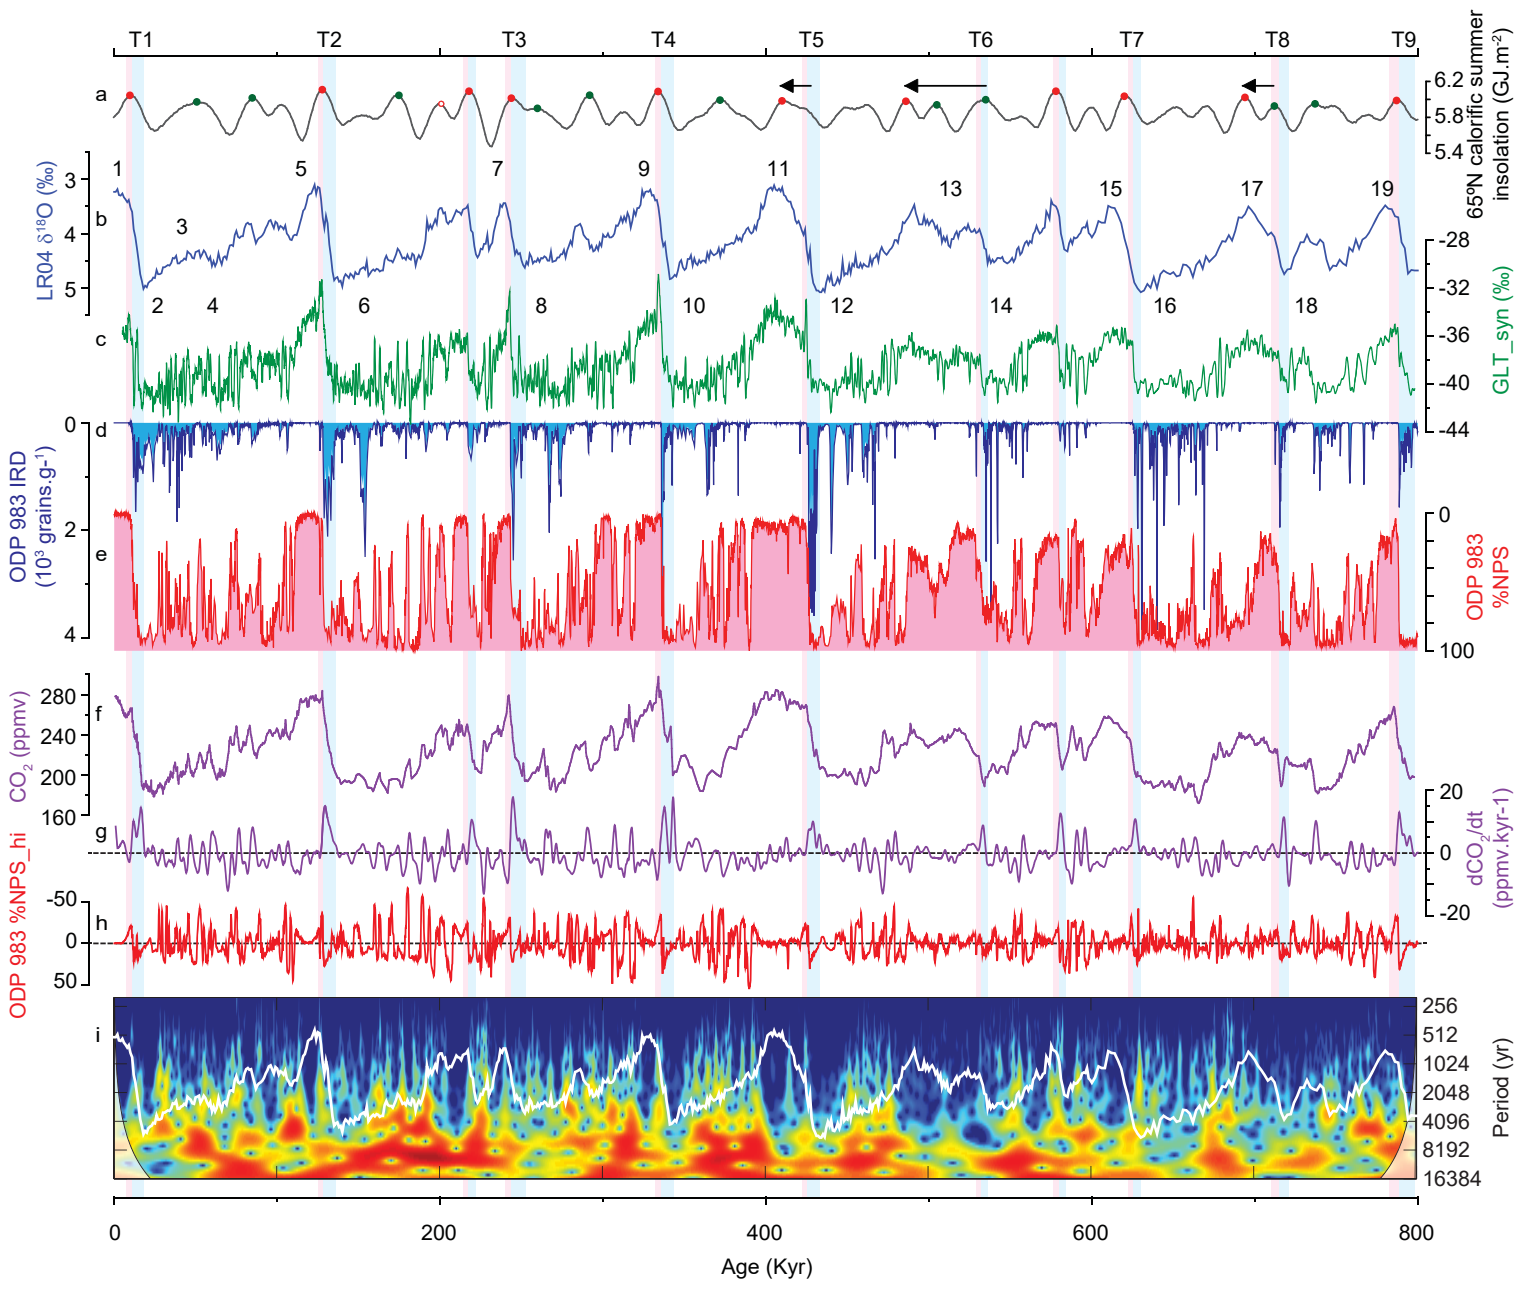 T1 T2 T3 T4 T5 T6 T7 T8 T9
a
6.2
5.8
5.4
65ºN calorific summer
insolation (GJ.m⁻²)
1 5 7 9 11 13 15 17 19
3
2 4 6 8 10 12 14 16 18
LR04 δ¹⁸O (‰)
3
4
5
b
c
-28
-32
-36
-40
-44
GLT_syn (‰)
ODP 983 IRD
(10³ grains.g⁻¹)
0
2
4
d
e
0
100
ODP 983
%NPS
CO₂ (ppmv)
280
240
200
160
f
g
20
0
-20
dCO₂/dt
(ppmv.kyr-1)
ODP 983 %NPS_hi
-50
0
50
h
i
256
512
1024
2048
4096
8192
16384
Period (yr)
0 200 400 600 800
Age (Kyr)